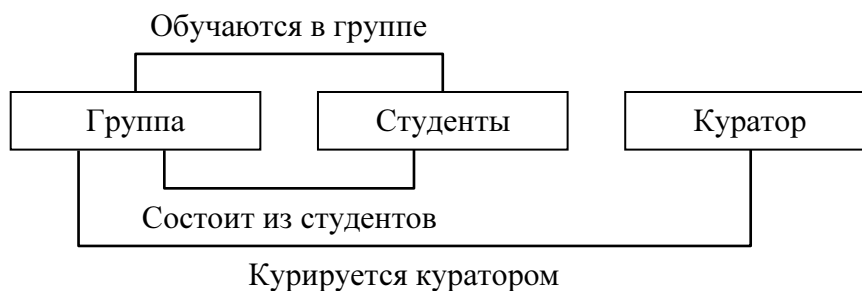 Обучаются в группе
Группа Студенты Куратор
Состоит из студентов
Курируется куратором